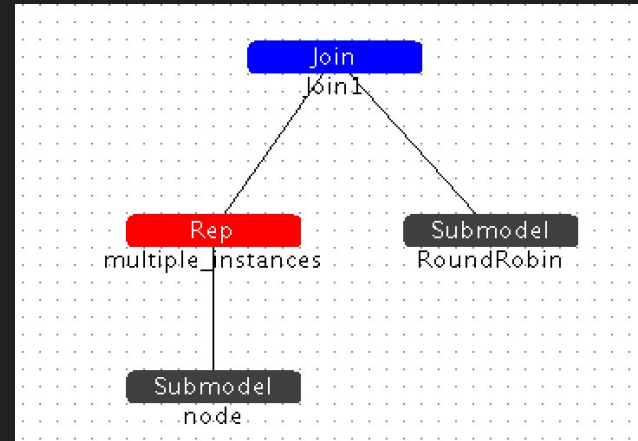 Join
Join1
Rep
multiple_instances
Submodel
RoundRobin
Submodel
node